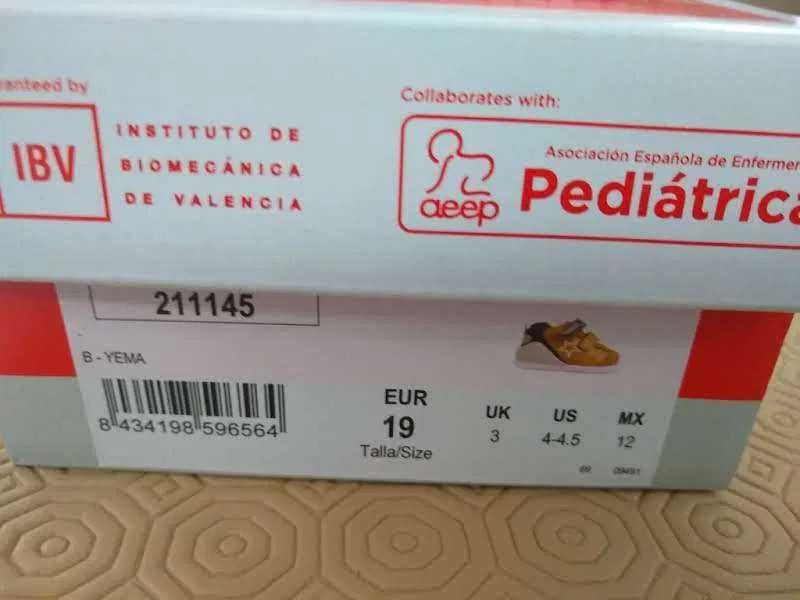 anteed by
IBV
INSTITUTO DE
BIOMECÁNICA
DE VALENCIA
Collaborates with:
aeep
Asociación Española de Enfermer
Pediátrica
211145
B - YEMA
8 434198 596564
EUR
19
Talla/Size
UK
3
US
4-4.5
MX
12